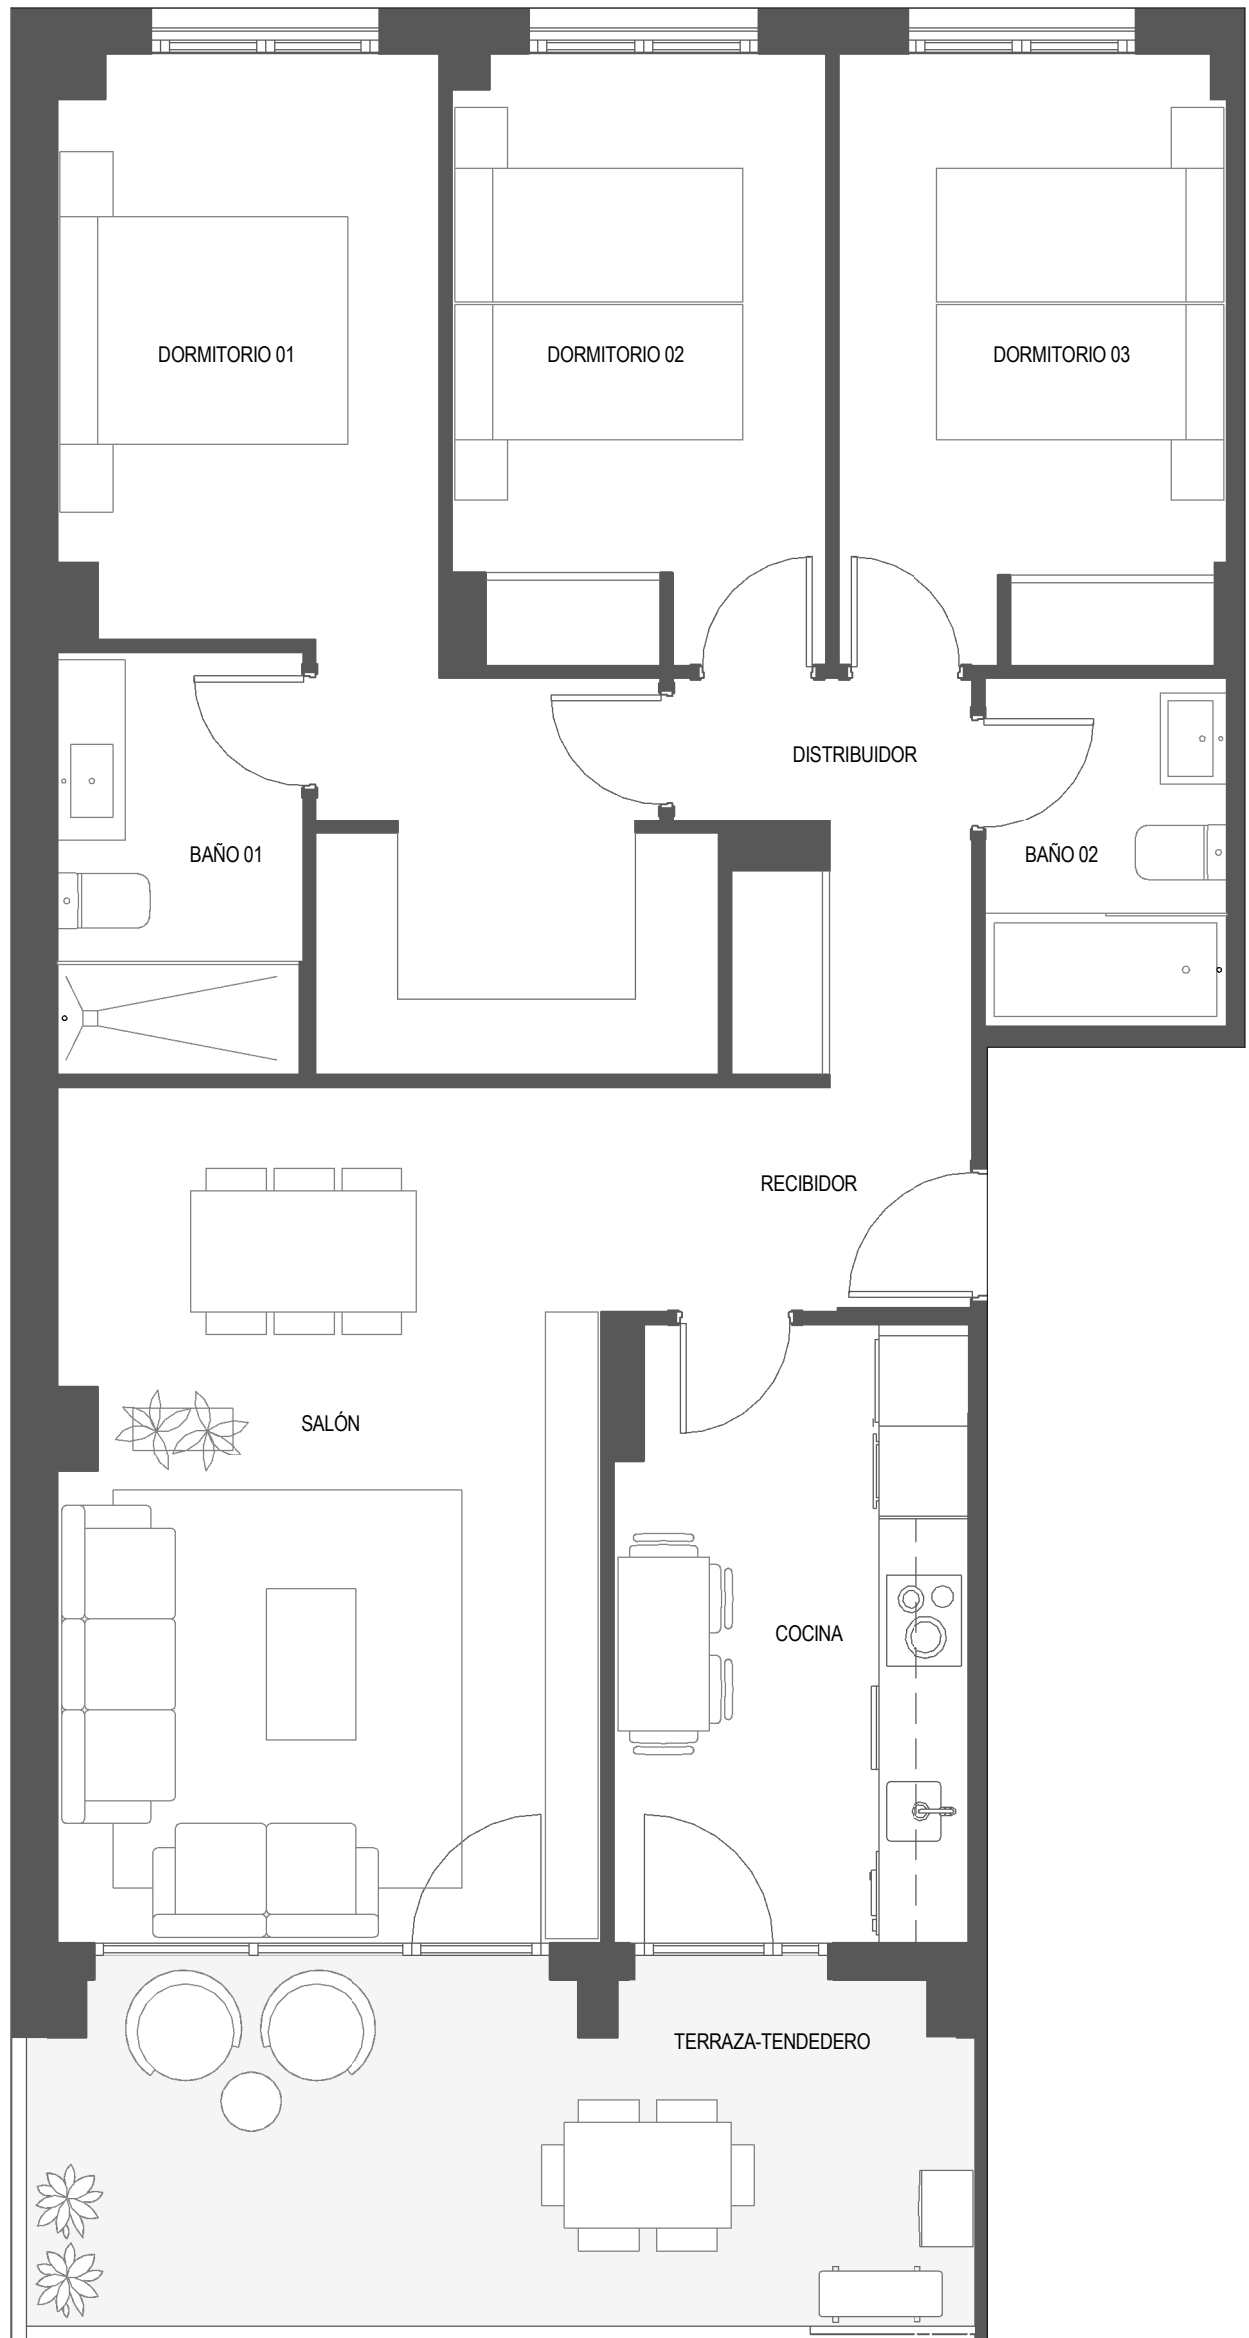 DORMITORIO 01
DORMITORIO 02
DORMITORIO 03
DISTRIBUIDOR
BAÑO 01
BAÑO 02
RECIBIDOR
SALÓN
COCINA
TERRAZA-TENDEDERO